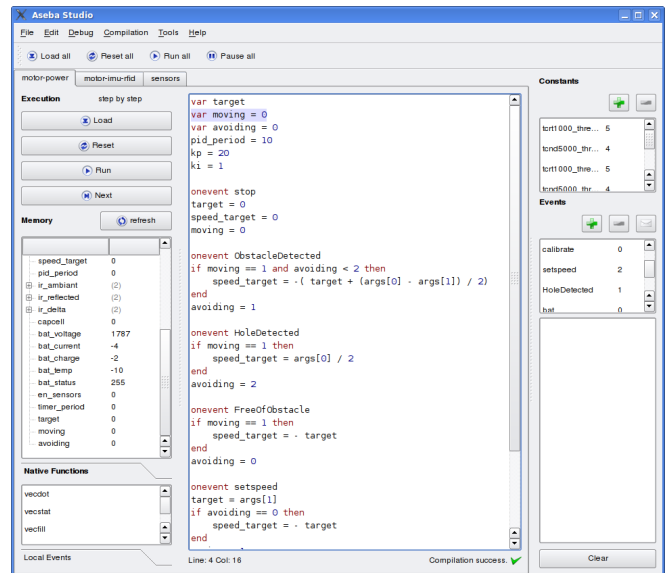 Aseba Studio
File Edit Debug Compilation Tools Help
Load all Reset all Run all Pause all
motor-power motor-imu-rfid sensors
Execution step by step
Load
Reset
Run
Next
Memory refresh
speed_target 0
pid_period 0
ir_ambiant (2)
ir_reflected (2)
ir_delta (2)
capcell 0
bat_voltage 1787
bat_current -4
bat_charge -2
bat_temp -10
bat_status 255
en_sensors 0
timer_period 0
target 0
moving 0
avoiding 0
Native Functions
vecdot
vecstat
vecfill
Local Events
var target
var moving = 0
var avoiding = 0
pid_period = 10
kp = 20
ki = 1
onevent stop
target = 0
speed_target = 0
moving = 0
onevent ObstacleDetected
if moving == 1 and avoiding < 2 then
speed_target = -( target + (args[0] - args[1]) / 2)
end
avoiding = 1
onevent HoleDetected
if moving == 1 then
speed_target = args[0] / 2
end
avoiding = 2
onevent FreeOfObstacle
if moving == 1 then
speed_target = - target
end
avoiding = 0
onevent setspeed
target = args[1]
if avoiding == 0 then
speed_target = - target
end
Line: 4 Col: 16 Compilation success.
Constants
tcrt1000_thre... 5
tcnd5000_thr... 4
tcrt1000_thre... 5
tcnd5000_thr... 4
Events
calibrate 0
setspeed 2
HoleDetected 1
bat 0
Clear